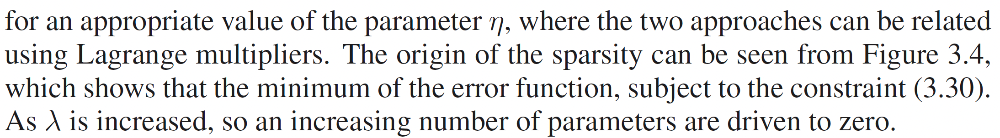 for an appropriate value of the parameter η, where the two approaches can be related
using Lagrange multipliers. The origin of the sparsity can be seen from Figure 3.4,
which shows that the minimum of the error function, subject to the constraint (3.30).
As λ is increased, so an increasing number of parameters are driven to zero.